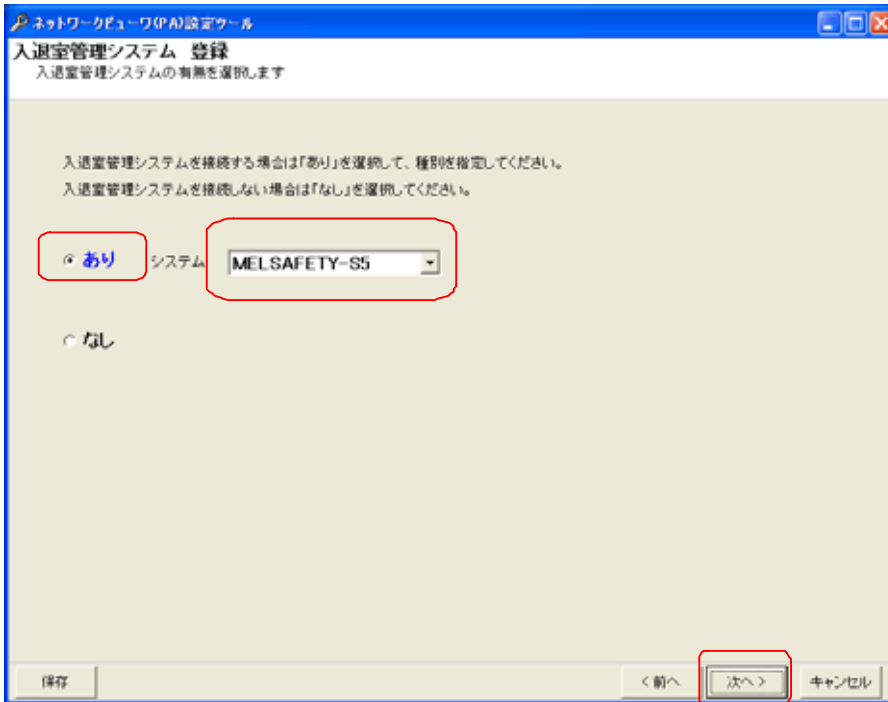 ネットワークビューワ(PA)設定ツール
入退室管理システム 登録
入退室管理システムの有無を選択します
入退室管理システムを接続する場合は「あり」を選択して、種別を指定してください。
入退室管理システムを接続しない場合は「なし」を選択してください。
あり システム MELSAFETY-S5
なし
保存 <前へ 次へ> キャンセル